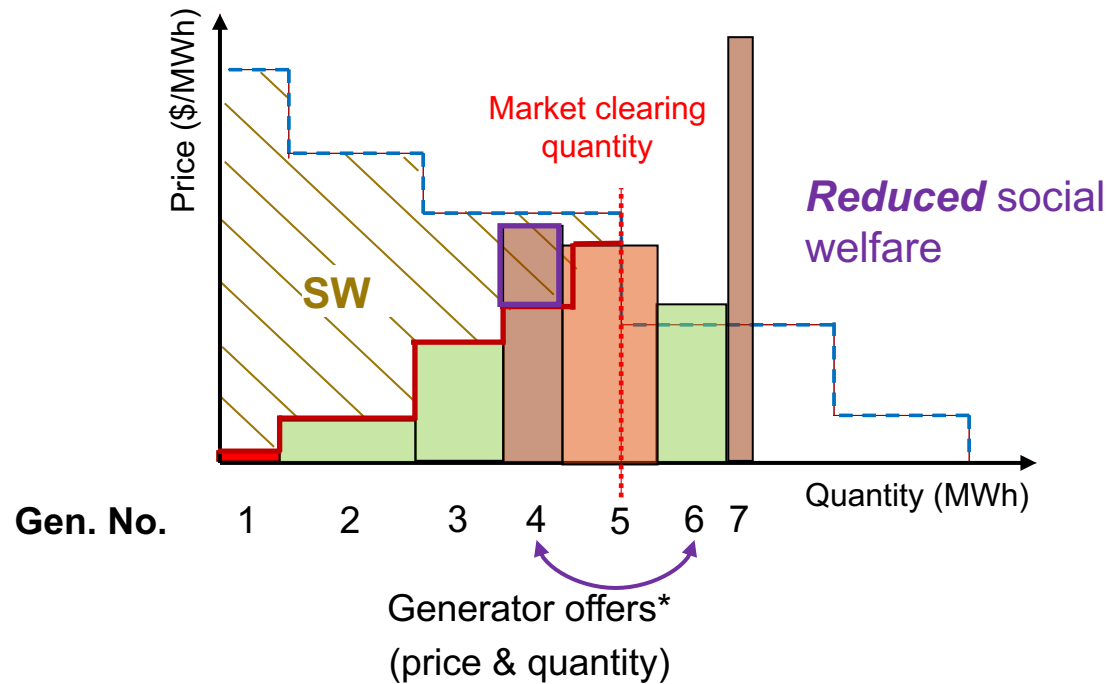 Price ($/MWh)
Market clearing
quantity
Reduced social
welfare
SW
Quantity (MWh)
Gen. No. 1 2 3 4 5 6 7
Generator offers*
(price & quantity)